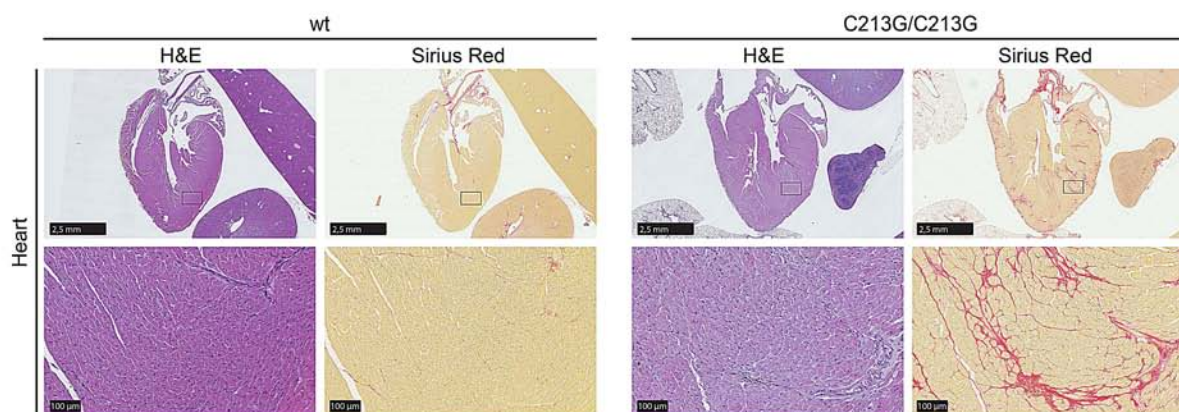 wt
C213G/C213G
H&E
Sirius Red
H&E
Sirius Red
Heart
2,5 mm
2,5 mm
2,5 mm
2,5 mm
100 µm
100 µm
100 µm
100 µm